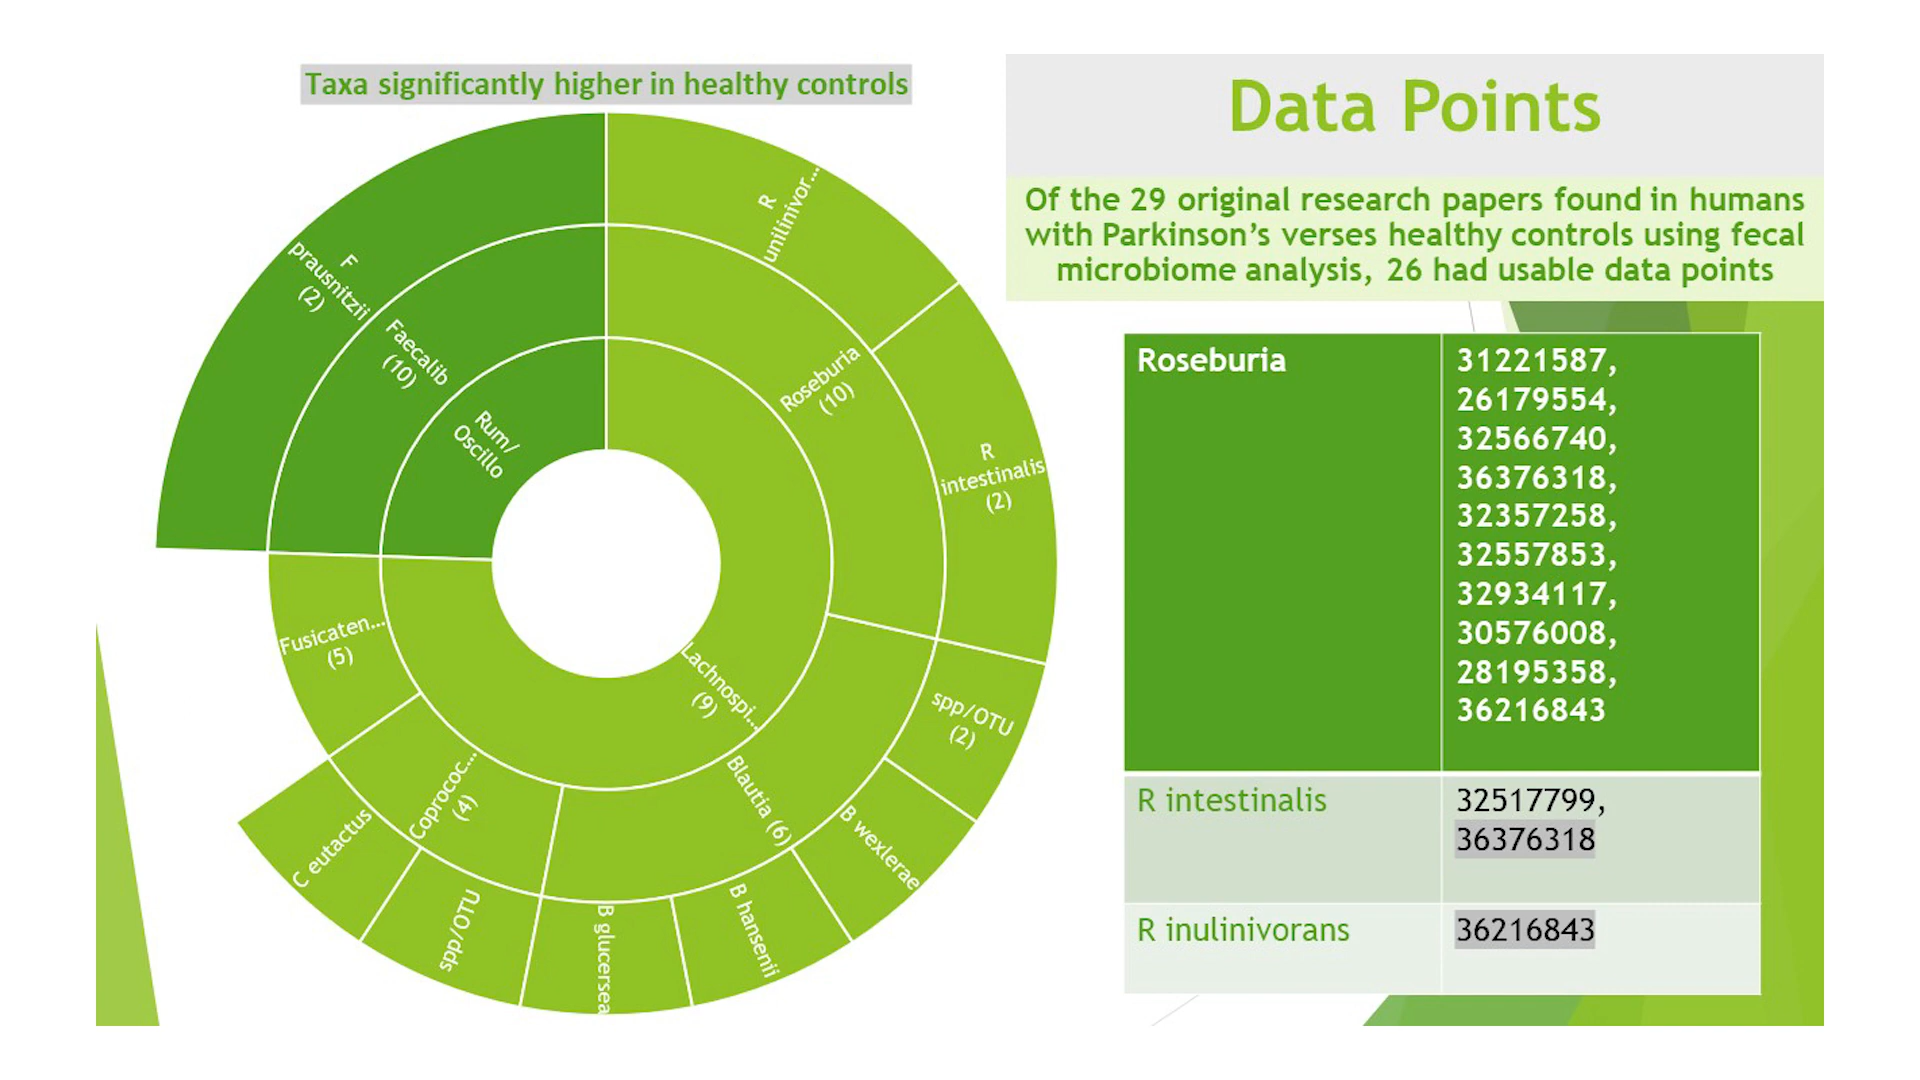 Taxa significantly higher in healthy controls
R
unilinivor...
R
intestinalis
(2)
Roseburia
(10)
spp/OTU
(2)
B wexlerae
B hansenii
B glucersea
Blautia (6)
spp/OTU
C eutactus
Coprococ...
(4)
Fusicaten...
(5)
Lachnospi...
(9)
F
prausnitzii
(2)
Faecalib
(10)
Rum/
Oscillo
Data Points
Of the 29 original research papers found in humans
with Parkinson's verses healthy controls using fecal
microbiome analysis, 26 had usable data points
Roseburia
31221587,
26179554,
32566740,
36376318,
32357258,
32557853,
32934117,
30576008,
28195358,
36216843
R intestinalis
32517799,
36376318
R inulinivorans
36216843